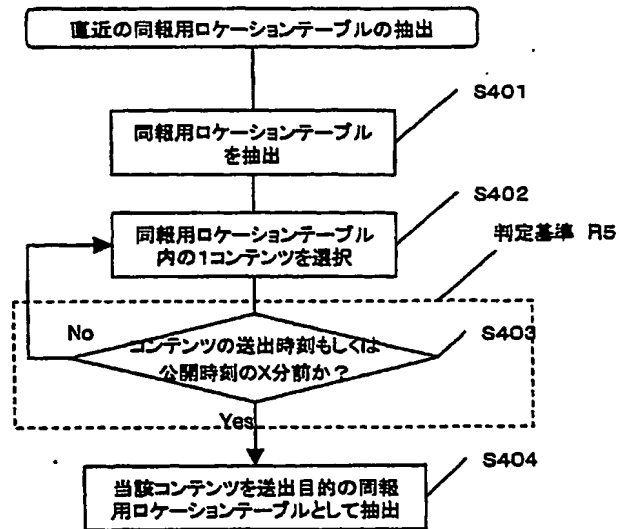 直近の同報用ロケーションテーブルの抽出
S401
同報用ロケーションテーブル
を抽出
S402
同報用ロケーションテーブル
内の1コンテンツを選択
判定基準 R5
No
S403
コンテンツの送出時刻もしくは
公開時刻のX分前か？
Yes
S404
当該コンテンツを送出目的の同報
用ロケーションテーブルとして抽出